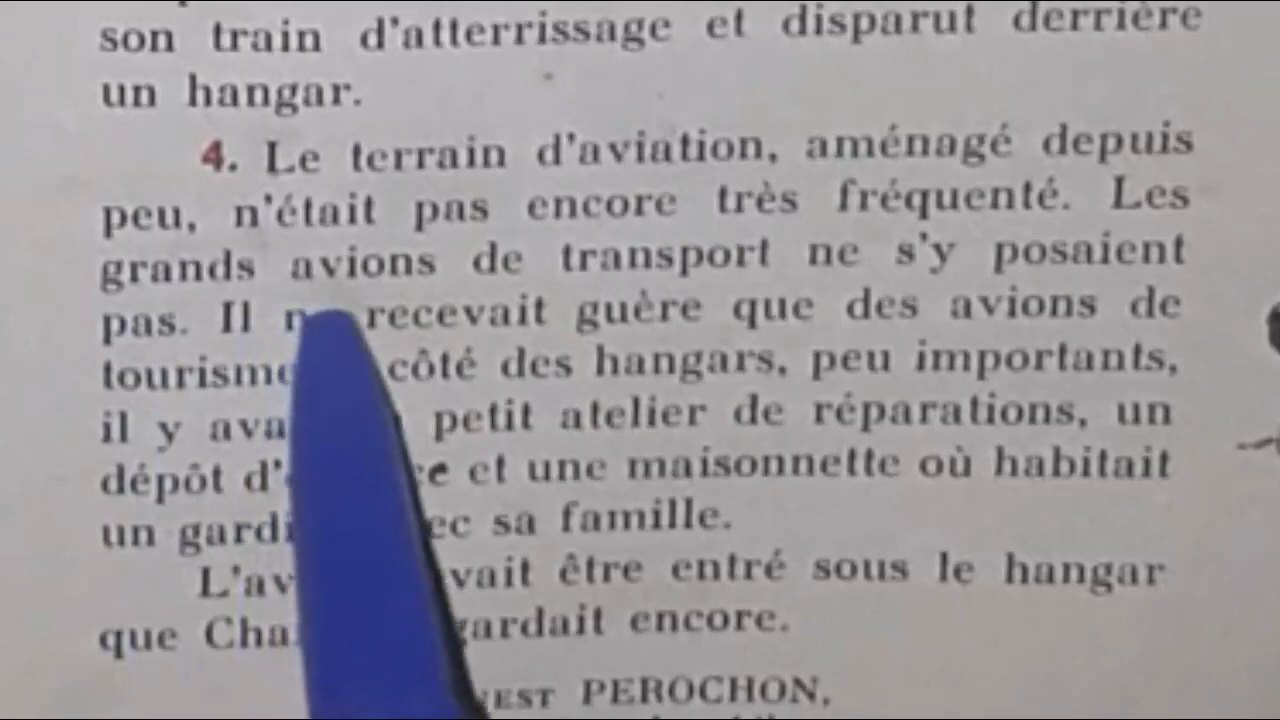 son train d'atterrissage et disparut derrière
un hangar.
4. Le terrain d'aviation, aménagé depuis
peu, n'était pas encore très fréquenté. Les
grands avions de transport ne s'y posaient
pas. Il recevait guère que des avions de
côté des hangars, peu importants,
il y petit atelier de réparations, un
dépôt et une maisonnette où habitait
un sa famille.
être entré sous le hangar
que encore.
PEROCHON,